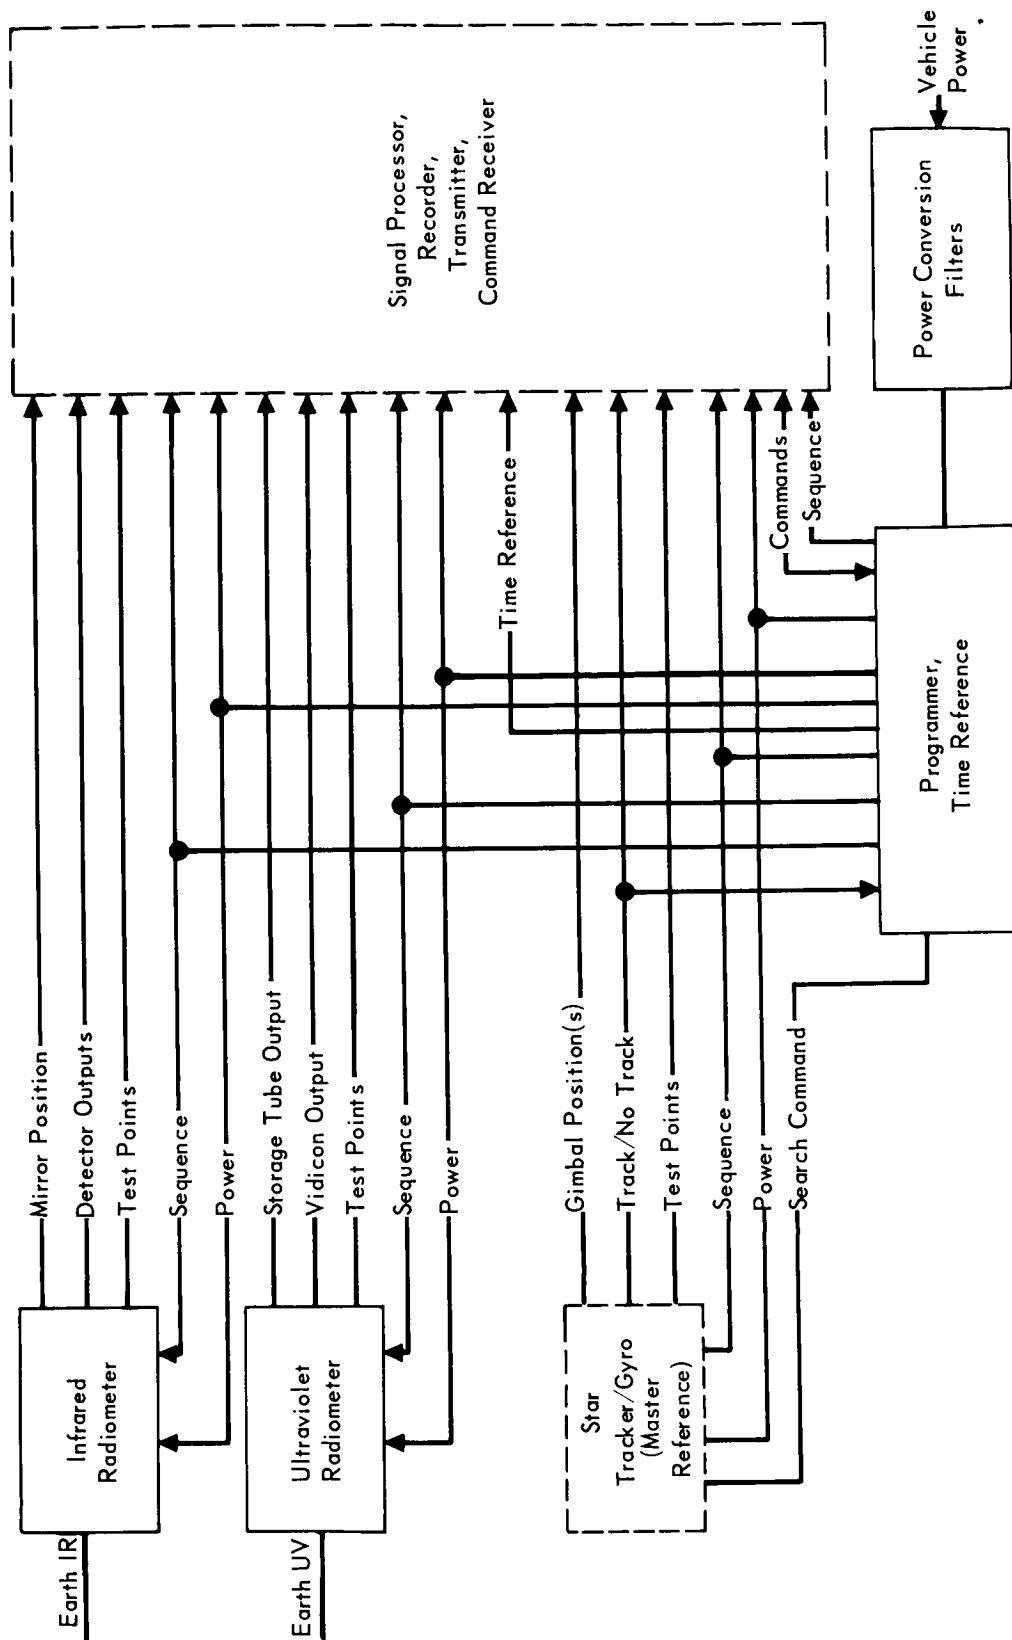 Earth IR
Infrared
Radiometer
Mirror Position
Detector Outputs
Test Points
Sequence
Power
Earth UV
Ultraviolet
Radiometer
Storage Tube Output
Vidicon Output
Test Points
Sequence
Power
Time Reference
Star
Tracker/Gyro
(Master
Reference)
Gimbal Position(s)
Track/No Track
Test Points
Sequence
Power
Search Command
Commands
Sequence
Signal Processor,
Recorder,
Transmitter,
Command Receiver
Programmer,
Time Reference
Power Conversion
Filters
Vehicle
Power